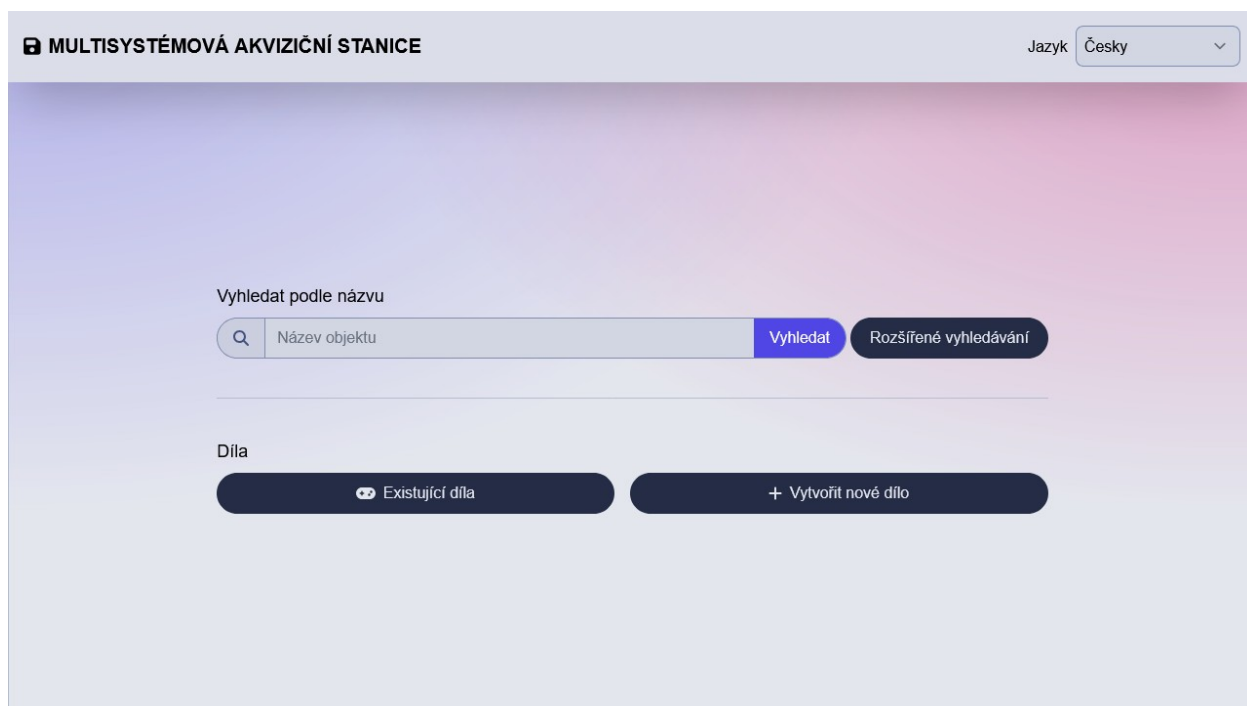 MULTISYSTÉMOVÁ AKVIZIČNÍ STANICE
Jazyk Česky
Vyhledat podle názvu
Název objektu Vyhledat Rozšířené vyhledávání
Díla
Existující díla + Vytvořit nové dílo